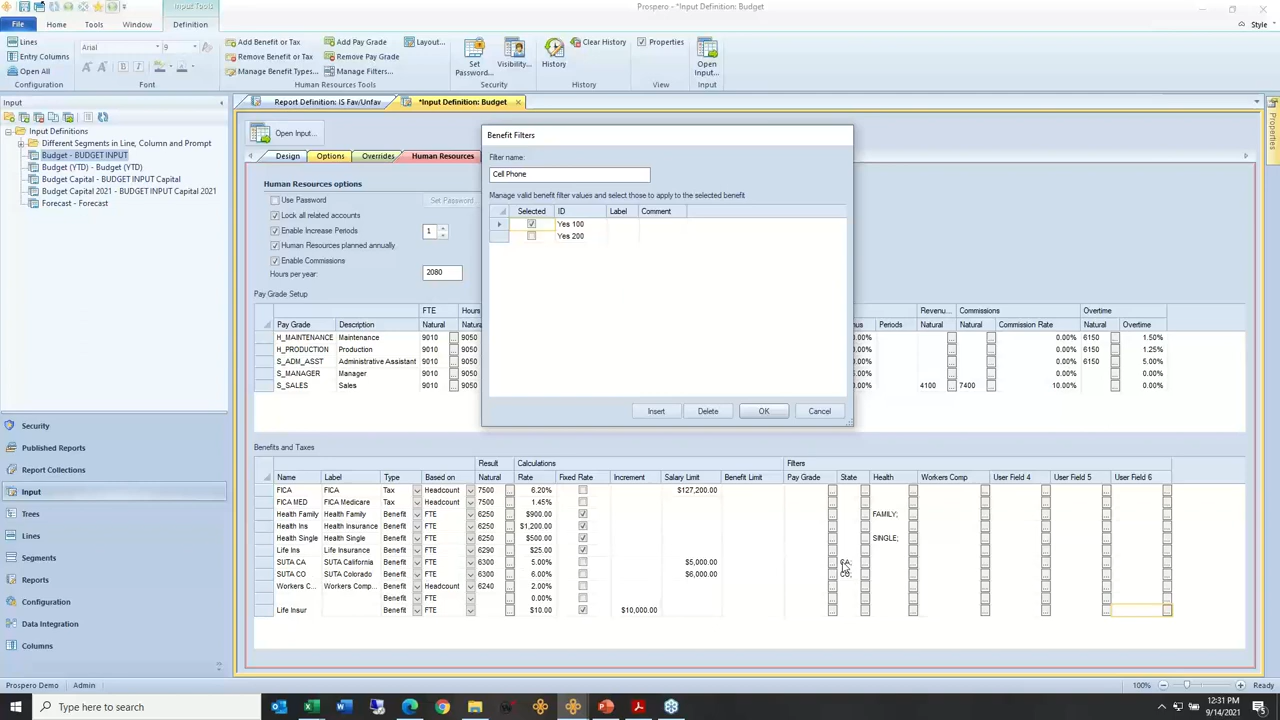 Input Tools
Prospero - *Input Definition: Budget
File Home Tools Window Definition
Style
Lines
Entry Columns
Open All
Configuration
Arial 9
Font
Add Benefit or Tax
Remove Benefit or Tax
Manage Benefit Types...
Add Pay Grade
Remove Pay Grade
Manage Filters...
Layout...
Human Resources Tools
Set Password...
Visibility...
Security
History
Clear History
History
Properties
View
Open Input...
Input
Input
Input Definitions
Different Segments in Line, Column and Prompt
Budget - BUDGET INPUT
Budget (YTD) - Budget (YTD)
Budget Capital - BUDGET INPUT Capital
Budget Capital 2021 - BUDGET INPUT Capital 2021
Forecast - Forecast
Security
Published Reports
Report Collections
Input
Trees
Lines
Segments
Reports
Configuration
Data Integration
Columns
Report Definition: IS Fav/Unfav
*Input Definition: Budget
Properties
Open Input...
Design Options Overrides Human Resources
Human Resources options
Use Password Set Password
Lock all related accounts
Enable Increase Periods 1
Human Resources planned annually
Enable Commissions
Hours per year: 2080
Benefit Filters
Filter name:
Cell Phone
Manage valid benefit filter values and select those to apply to the selected benefit
Selected ID Label Comment
Yes 100
Yes 200
Insert Delete OK Cancel
Pay Grade Setup
FTE Hours Revenu... Commissions Overtime
Pay Grade Description Natural Natura Periods Natural Natural Commission Rate Natural Overtime
H_MAINTENANCE Maintenance 9010 9050 0.00% 6150 1.50%
H_PRODUCTION Production 9010 9050 0.00% 6150 1.25%
S_ADM_ASST Administrative Assistant 9010 9050 0.00% 6150 5.00%
S_MANAGER Manager 9010 9050 0.00% 0.00%
S_SALES Sales 9010 9050 4100 7400 10.00% 0.00%
Benefits and Taxes
Result Calculations Filters
Name Label Type Based on Natural Rate Fixed Rate Increment Salary Limit Benefit Limit Pay Grade State Health Workers Comp User Field 4 User Field 5 User Field 6
FICA FICA Tax Headcount 7500 6.20% $127,200.00
FICA MED FICA Medicare Tax Headcount 7500 1.45%
Health Family Health Family Benefit FTE 6250 $900.00 FAMILY;
Health Ins Health Insurance Benefit FTE 6250 $1,200.00
Health Single Health Single Benefit FTE 6250 $500.00 SINGLE;
Life Ins Life Insurance Benefit FTE 6290 $25.00
SUTA CA SUTA California Benefit FTE 6300 5.00% $5,000.00 CA;
SUTA CO SUTA Colorado Benefit FTE 6300 6.00% $6,000.00 CO;
Workers C... Workers Comp... Benefit Headcount 6240 2.00%
Benefit FTE 0.00%
Life Insur Benefit FTE $10.00 $10,000.00
Prospero Demo Admin 100% Ready
Type here to search
12:31 PM
9/14/2021